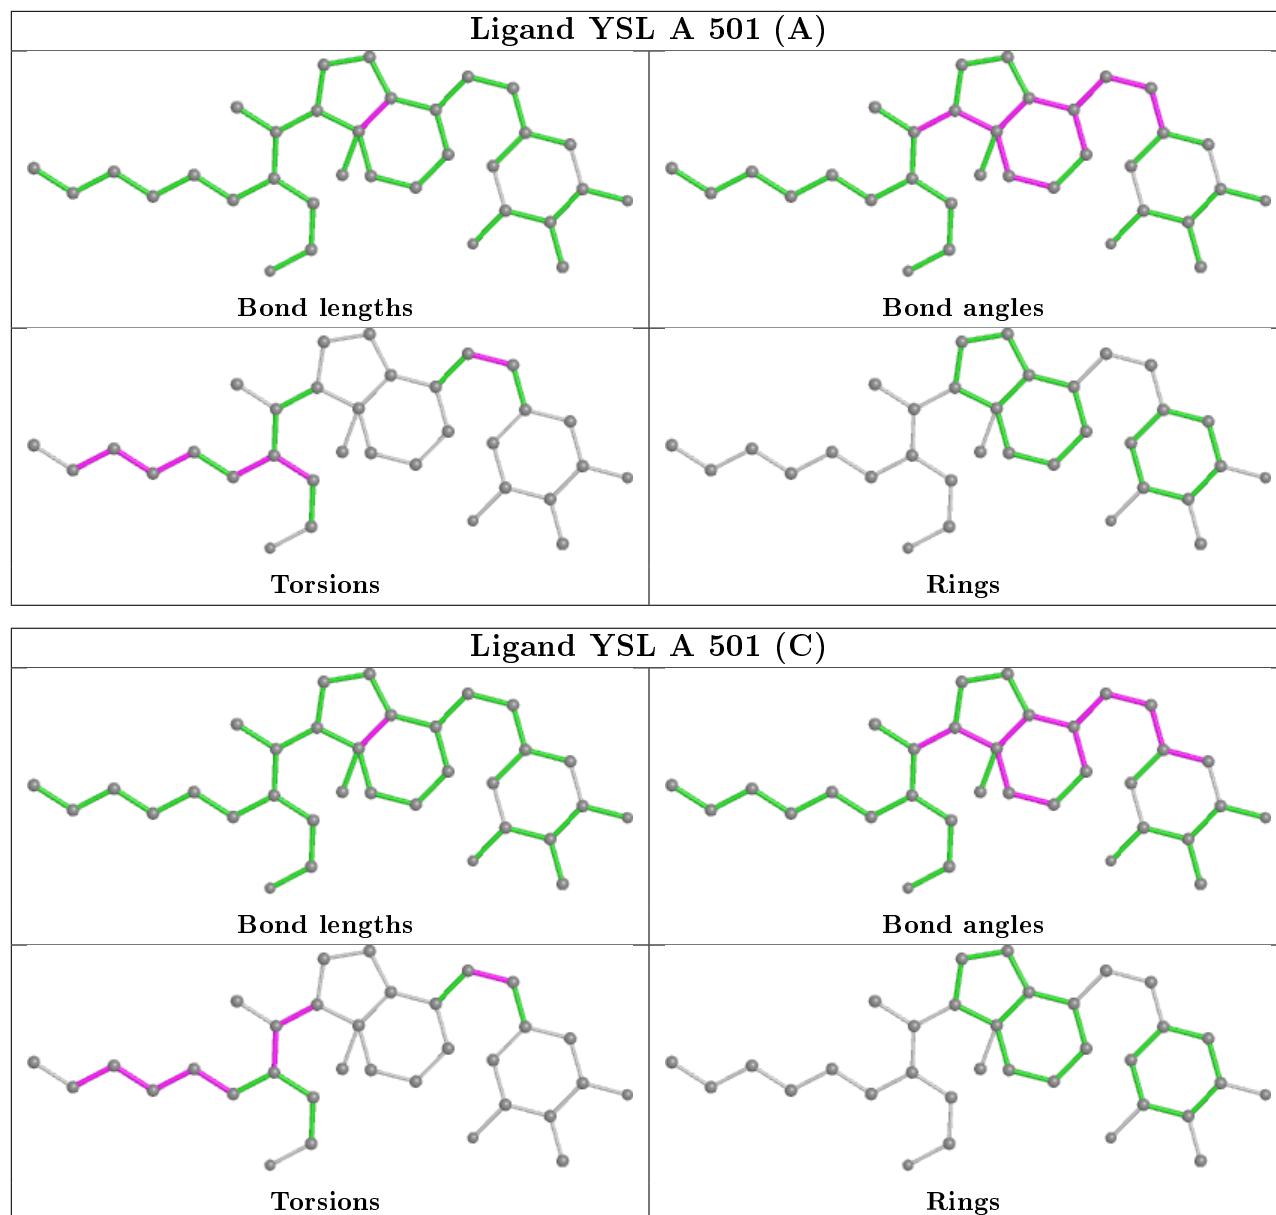 Ligand YSL A 501 (A)
Bond lengths
Bond angles
Torsions
Rings
Ligand YSL A 501 (C)
Bond lengths
Bond angles
Torsions
Rings